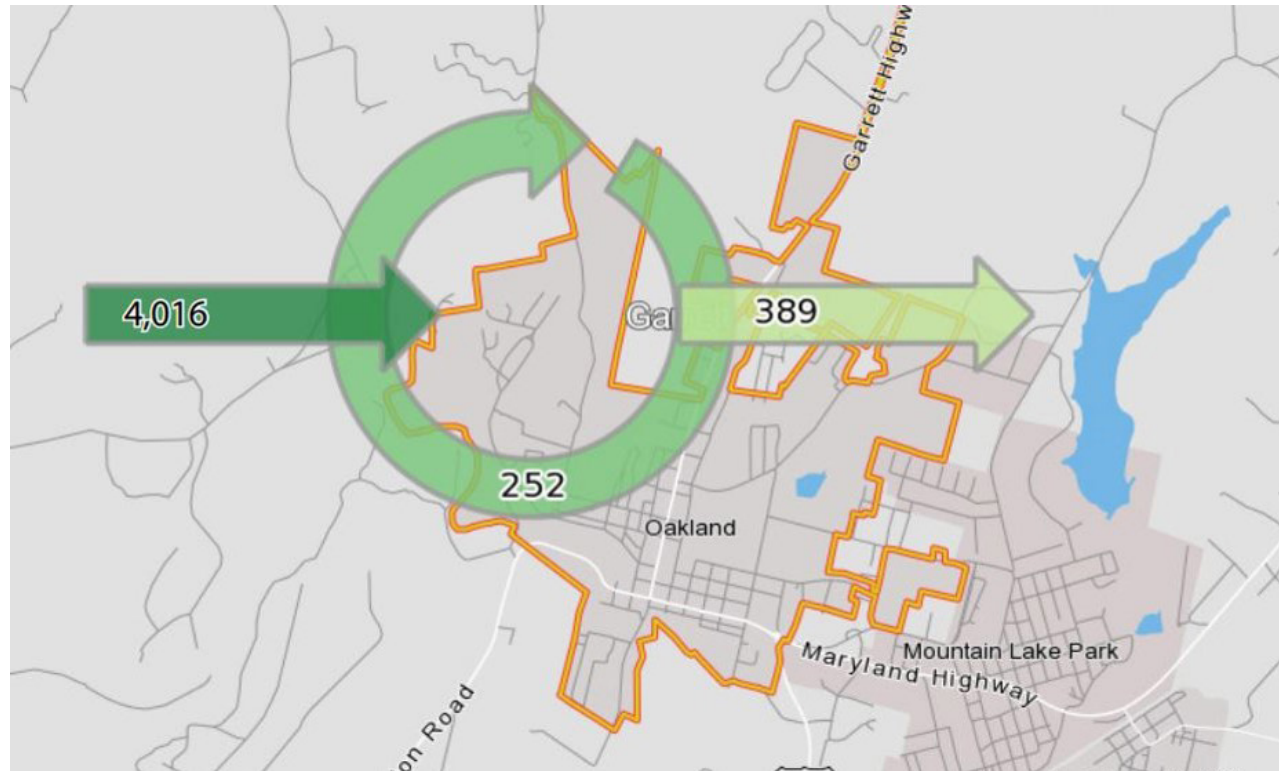 Garrett Highw
4,016
389
252
Oakland
Mountain Lake Park
Maryland Highway
on Road